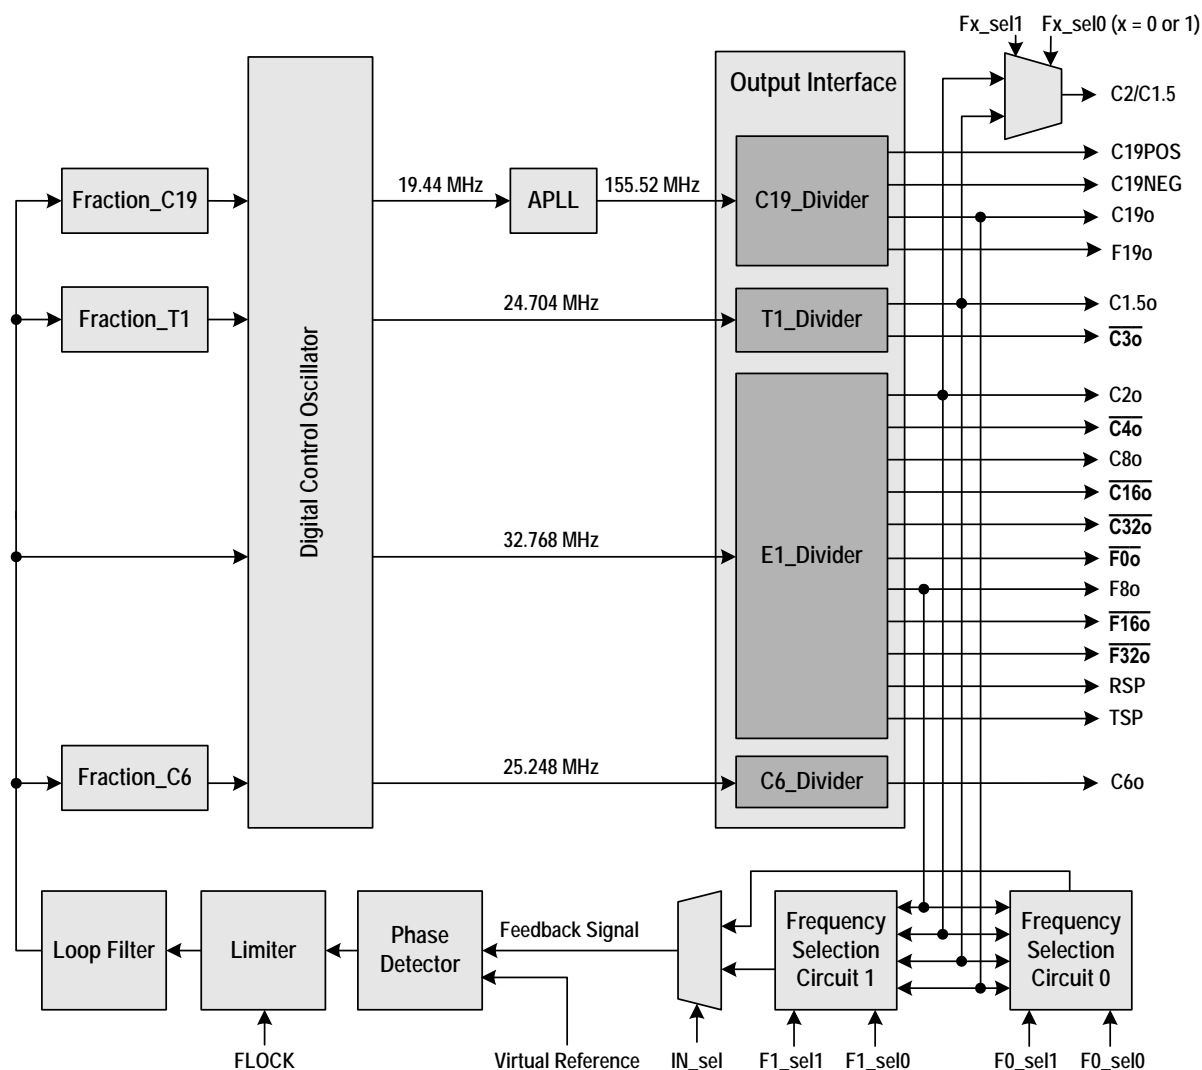 Fx_sel1
Fx_sel0 (x = 0 or 1)
Output Interface
C2/C1.5
C19POS
19.44 MHz
155.52 MHz
C19NEG
Fraction_C19
APLL
C19_Divider
C19o
F19o
C1.5o
24.704 MHz
Fraction_T1
T1_Divider
C3o
Digital Control Oscillator
C2o
C4o
C8o
C16o
C32o
32.768 MHz
E1_Divider
F0o
F8o
F16o
F32o
RSP
TSP
25.248 MHz
Fraction_C6
C6_Divider
C6o
Loop Filter
Limiter
Phase
Detector
Feedback Signal
Frequency
Selection
Circuit 1
Frequency
Selection
Circuit 0
FLOCK
Virtual Reference
IN_sel
F1_sel1
F1_sel0
F0_sel1
F0_sel0